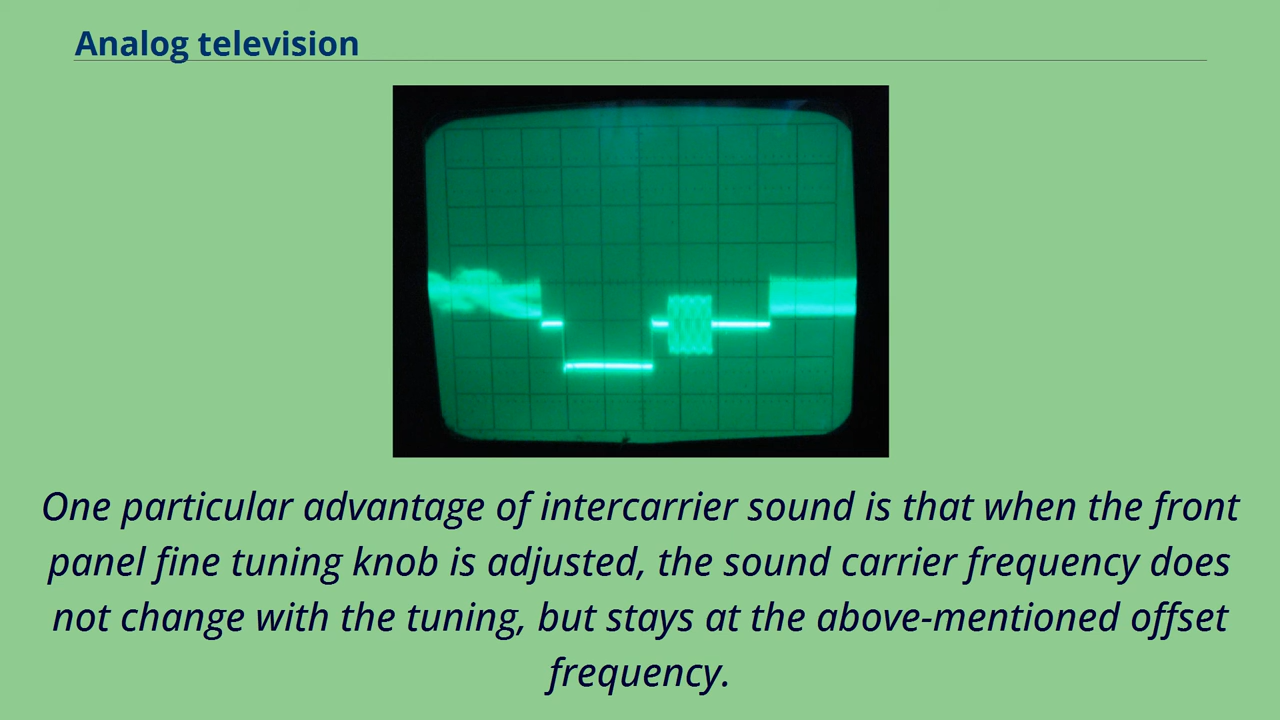 Analog television
One particular advantage of intercarrier sound is that when the front
panel fine tuning knob is adjusted, the sound carrier frequency does
not change with the tuning, but stays at the above-mentioned offset
frequency.